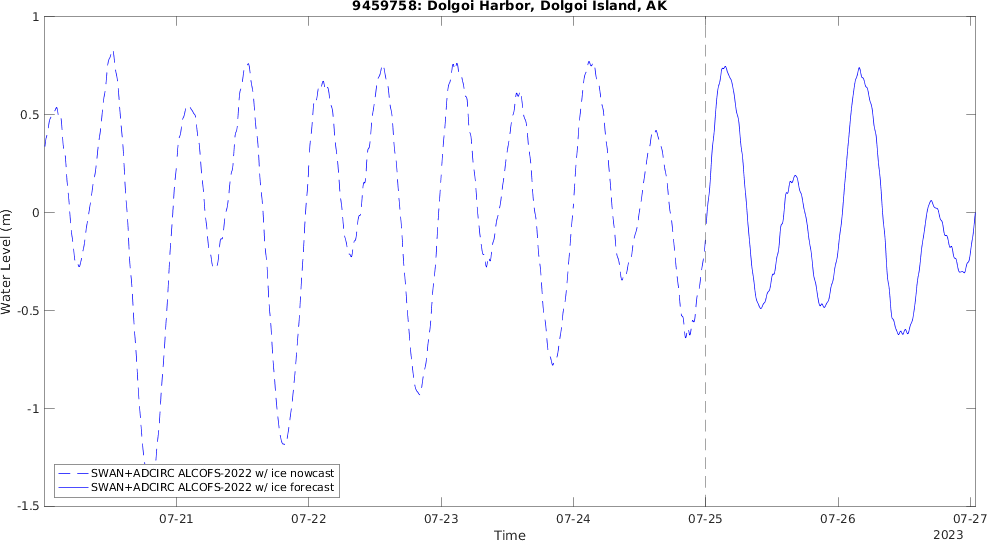 9459758: Dolgoi Harbor, Dolgoi Island, AK
1
0.5
0
-0.5
-1
-1.5
Water Level (m)
SWAN+ADCIRC ALCOFS-2022 w/ ice nowcast
SWAN+ADCIRC ALCOFS-2022 w/ ice forecast
07-21 07-22 07-23 07-24 07-25 07-26 07-27
Time
2023